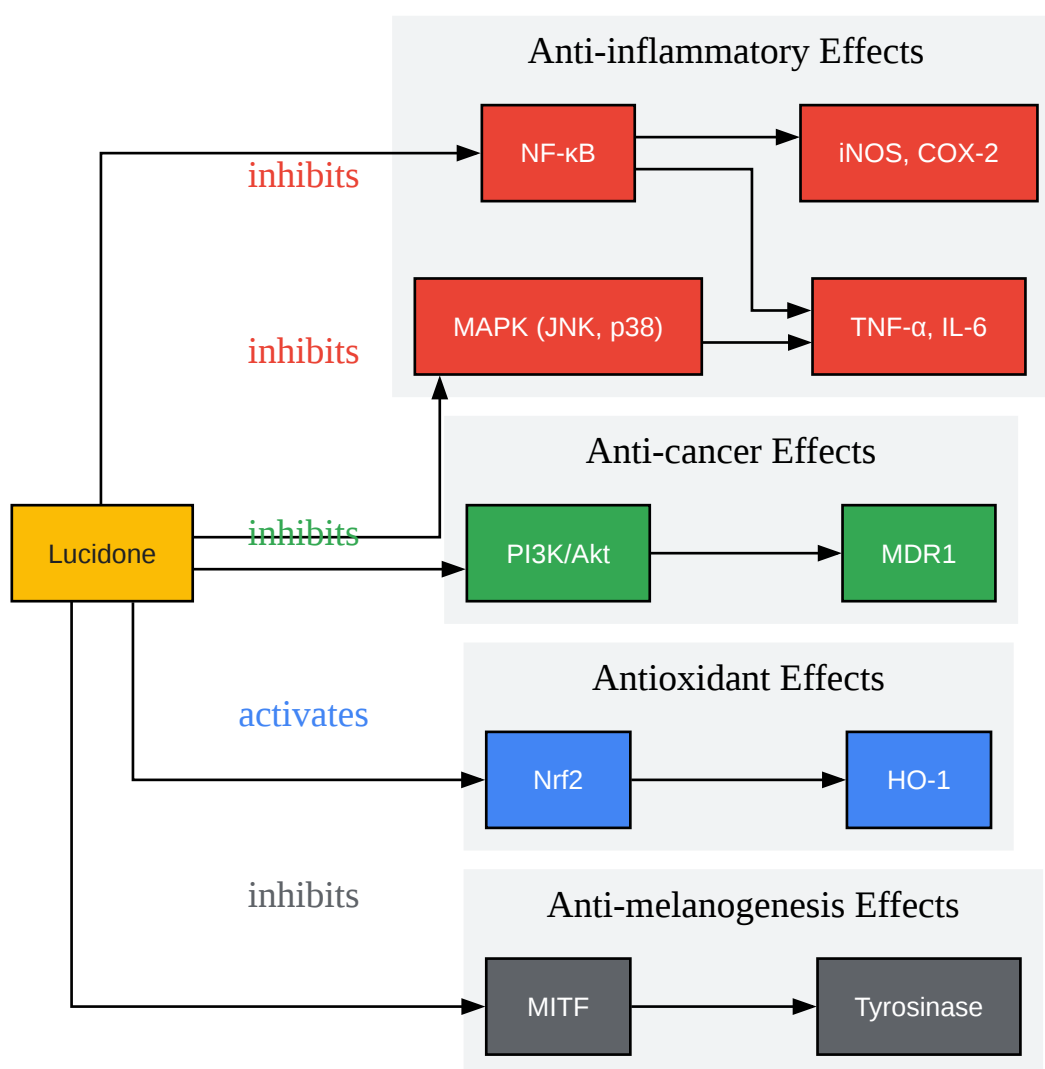 Anti-inflammatory Effects
NF-κB
iNOS, COX-2
inhibits
MAPK (JNK, p38)
TNF-α, IL-6
inhibits
Anti-cancer Effects
Lucidone
inhibits
PI3K/Akt
MDR1
Antioxidant Effects
activates
Nrf2
HO-1
inhibits
Anti-melanogenesis Effects
MITF
Tyrosinase